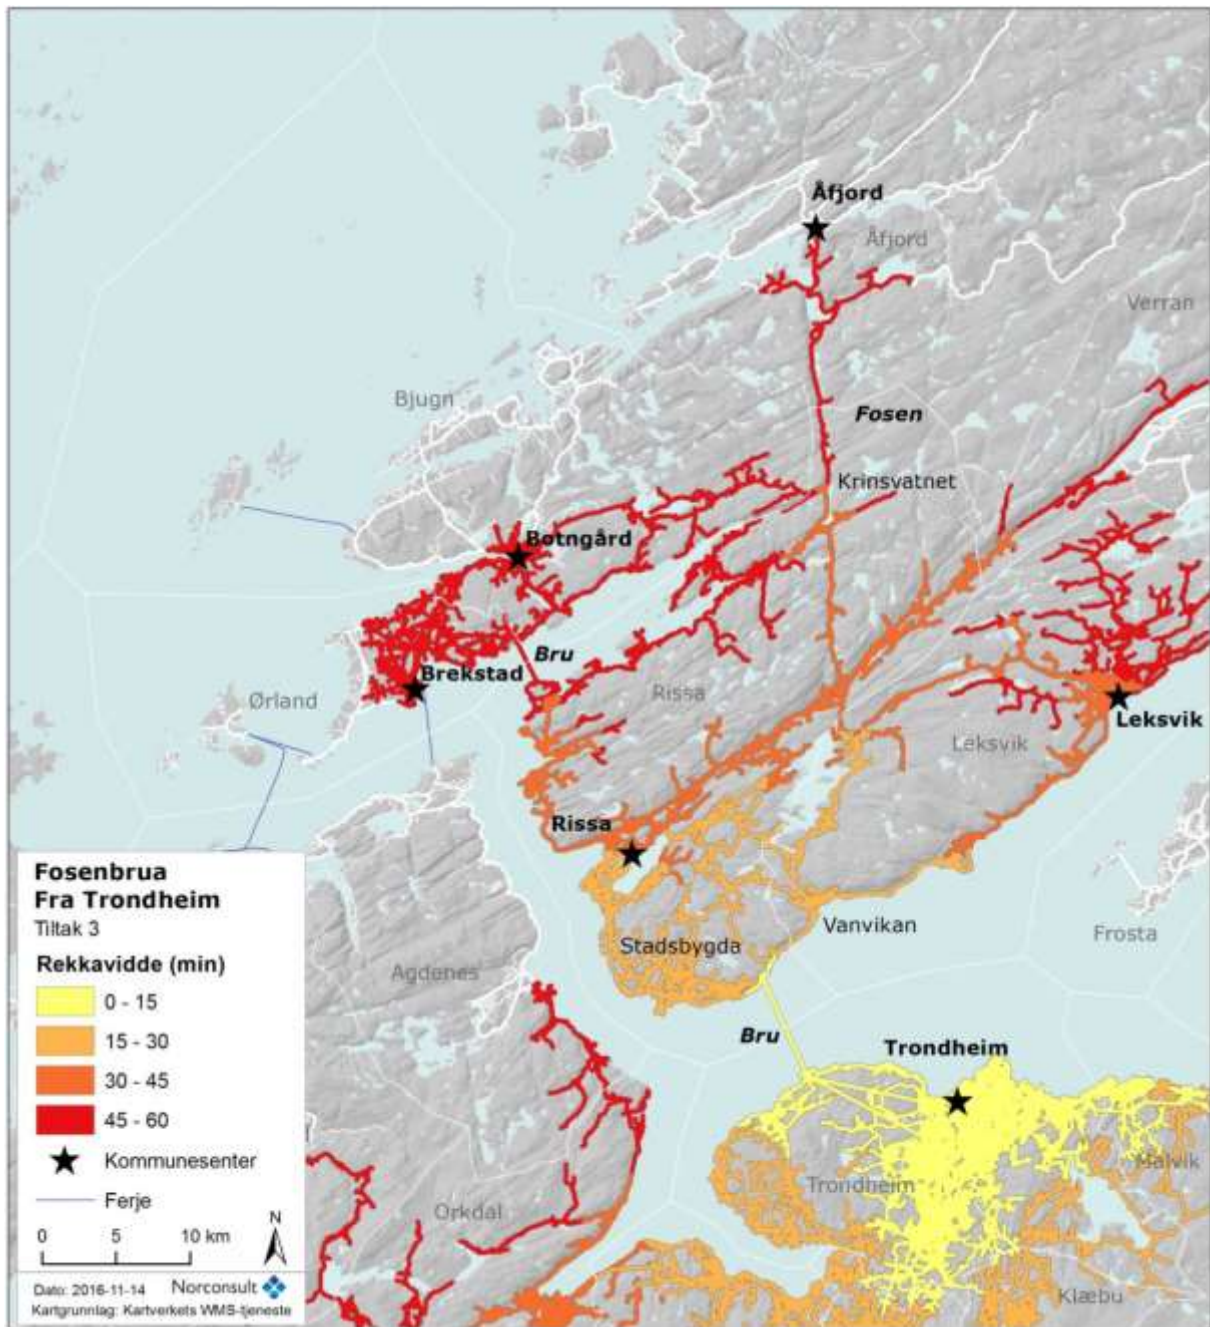 Åfjord
Åfjord
Verran
Bjugn
Fosen
Krinsvatnet
Botngård
Bru
Brekstad
Rissa
Ørland
Leksvik
Leksvik
Rissa
Vanvikan
Stadsbygda
Frosta
Agdenes
Bru
Trondheim
Malvik
Trondheim
Orkdal
Klæbu
Fosenbrua
Fra Trondheim
Tiltak 3
Rekkavidde (min)
0 - 15
15 - 30
30 - 45
45 - 60
Kommunesenter
Ferje
N
0 5 10 km
Dato: 2016-11-14 Norconsult
Kartgrunnlag: Kartverkets WMS-tjeneste